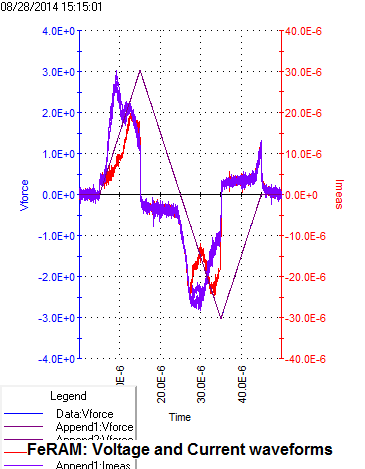 08/28/2014 15:15:01
4.0E+0
40.0E-6
3.0E+0
30.0E-6
2.0E+0
20.0E-6
1.0E+0
10.0E-6
Vforce
0.0E+0
0.0E+0
Imeas
-1.0E+0
-10.0E-6
-2.0E+0
-20.0E-6
-3.0E+0
-30.0E-6
-4.0E+0
-40.0E-6
20.0E-6
30.0E-6
40.0E-6
Time
Legend
Data:Vforce
Append1:Vforce
Append2:Vforce
FeRAM: Voltage and Current waveforms
Append1:Imeas